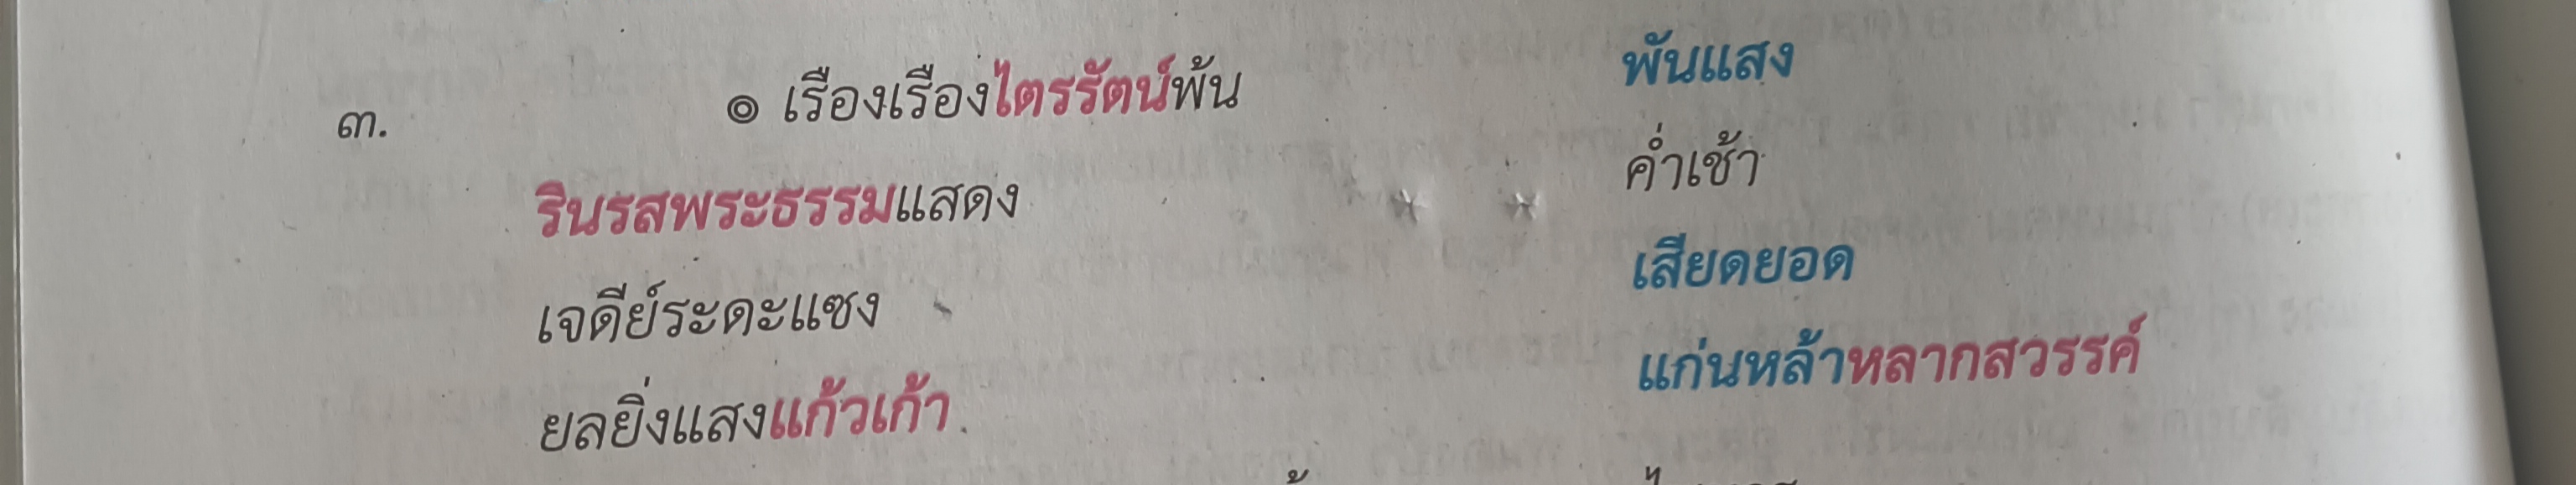 ๓. ๏ เรืองเรืองไตรรัตน์พ้น พันแสง
รินรสพระธรรมแสดง ค่ำเช้า
เจดีย์ระดะแซง เสียดยอด
ยลยิ่งแสงแก้วเก้า แก่นหล้าหลากสวรรค์